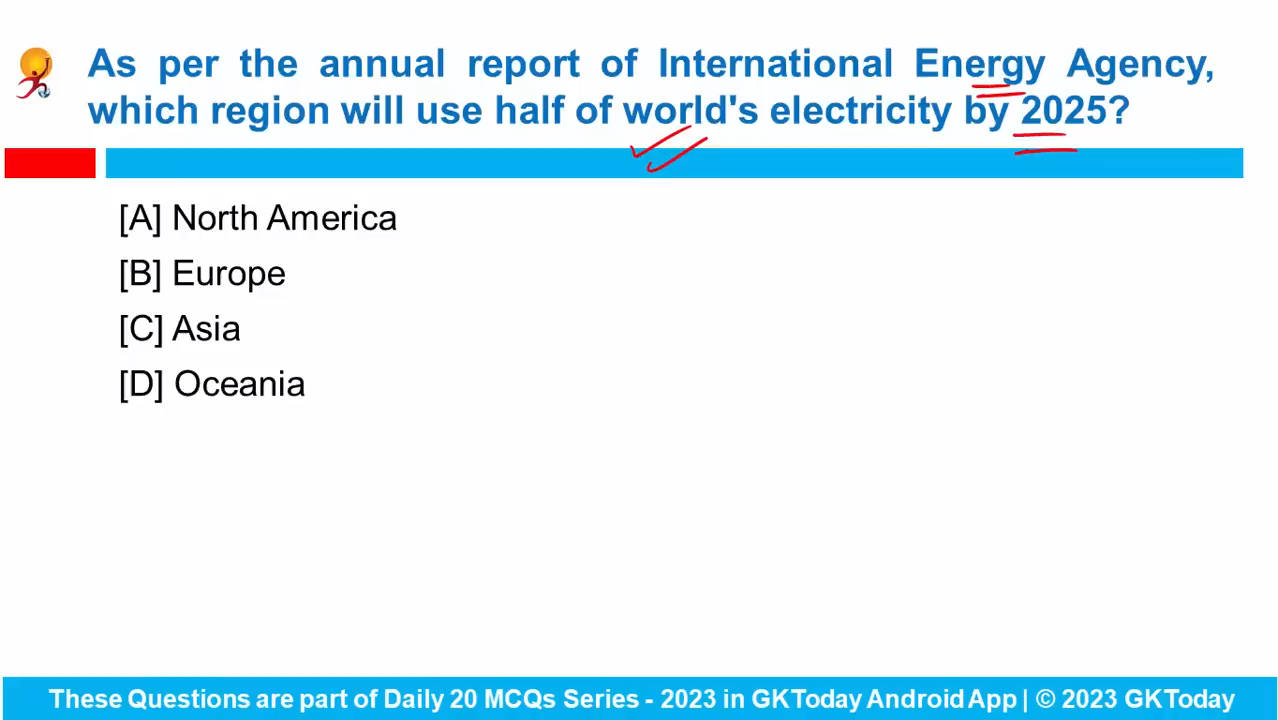 As per the annual report of International Energy Agency,
which region will use half of world's electricity by 2025?
[A] North America
[B] Europe
[C] Asia
[D] Oceania
These Questions are part of Daily 20 MCQs Series - 2023 in GKToday Android App | © 2023 GKToday